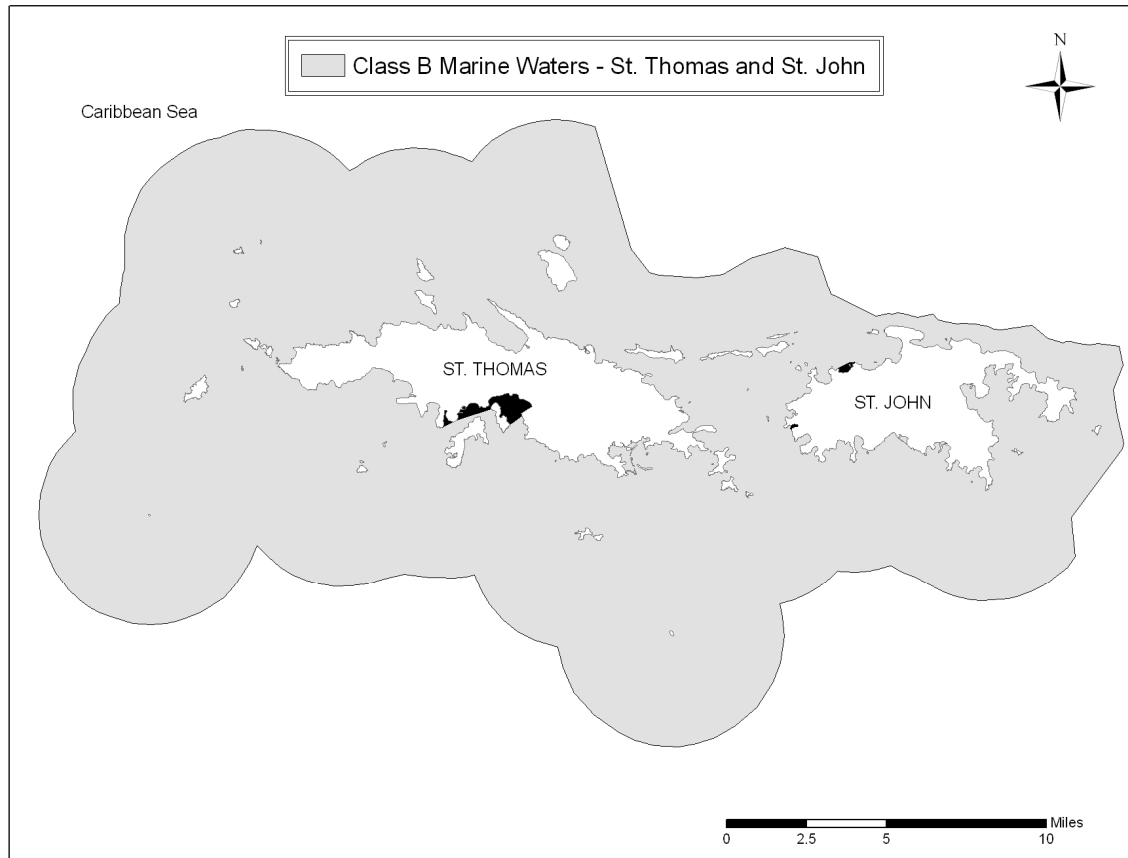 Class B Marine Waters - St. Thomas and St. John
N
Caribbean Sea
ST. THOMAS
ST. JOHN
Miles
0 2.5 5 10